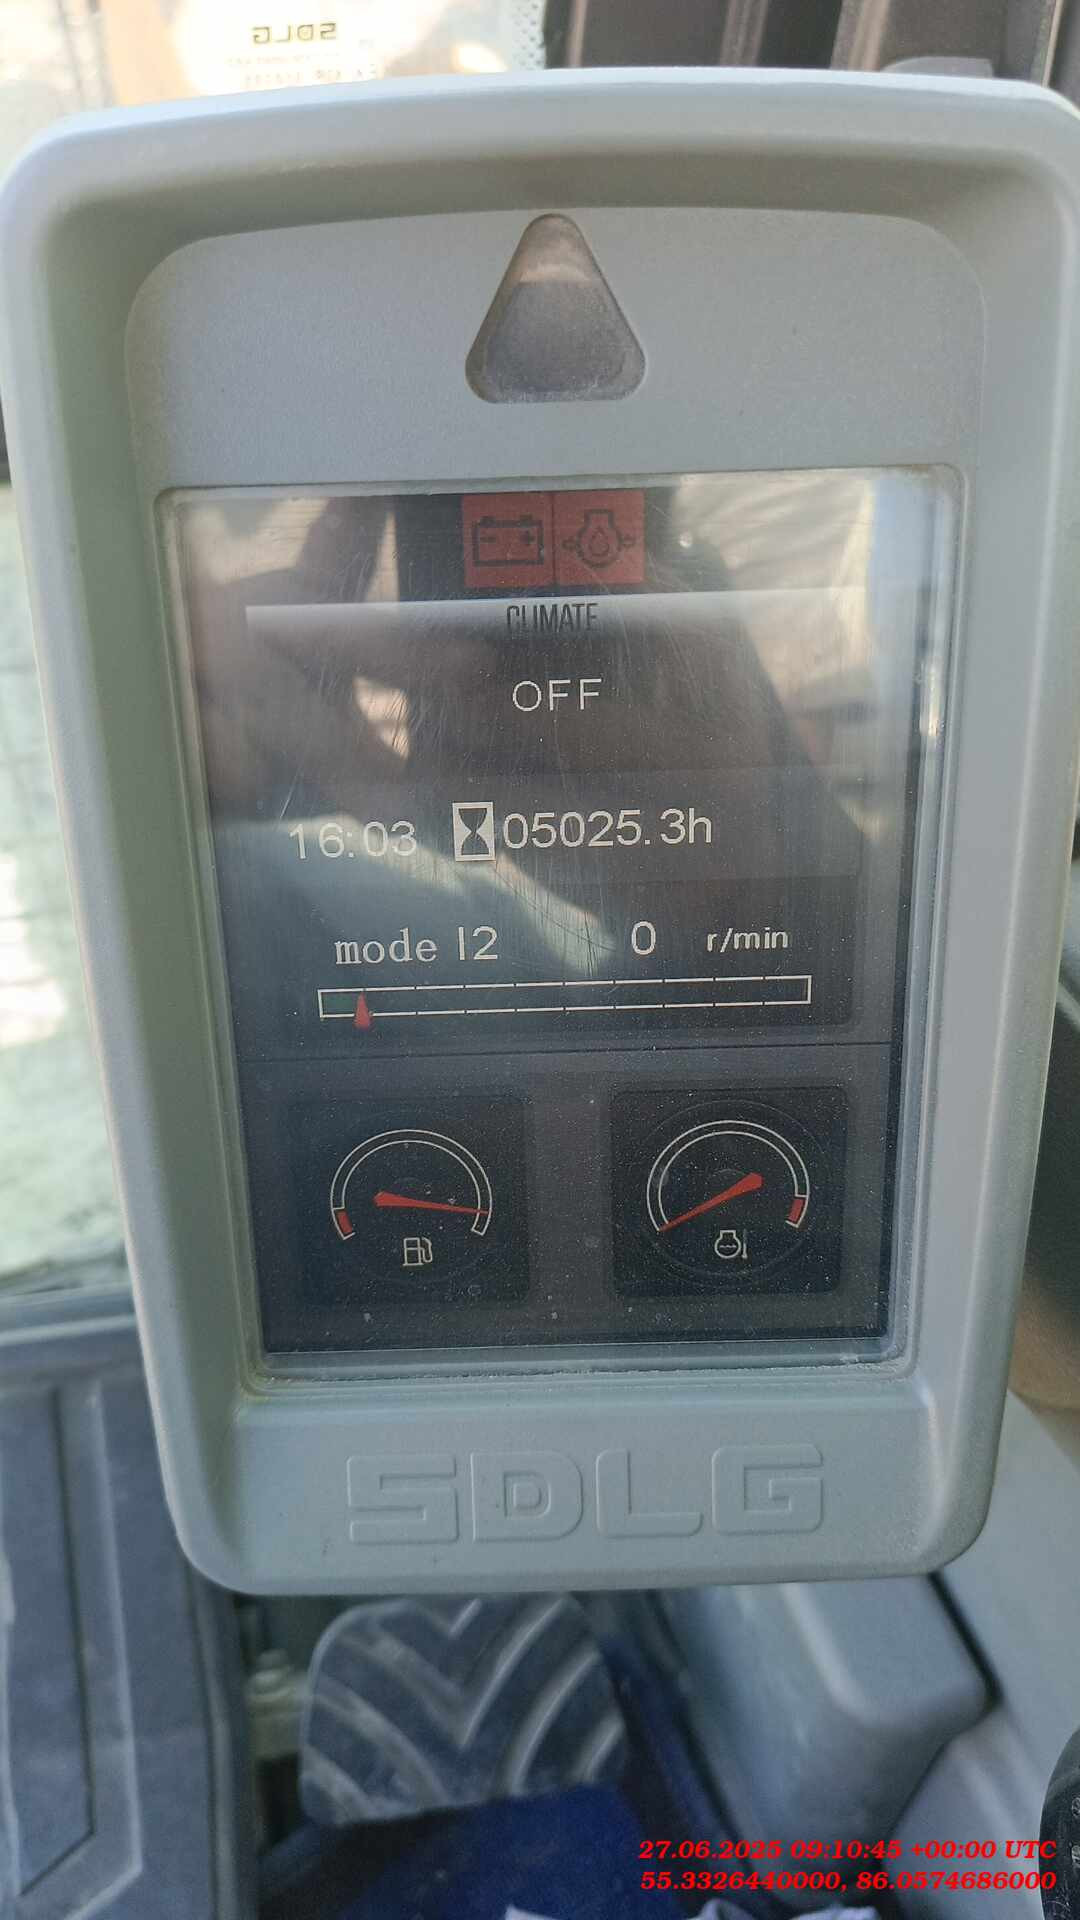 SDLG
CLIMATE
OFF
16:03 05025.3h
mode I2 0 r/min
SDLG
27.06.2025 09:10:45 +00:00 UTC
55.3326440000, 86.0574686000